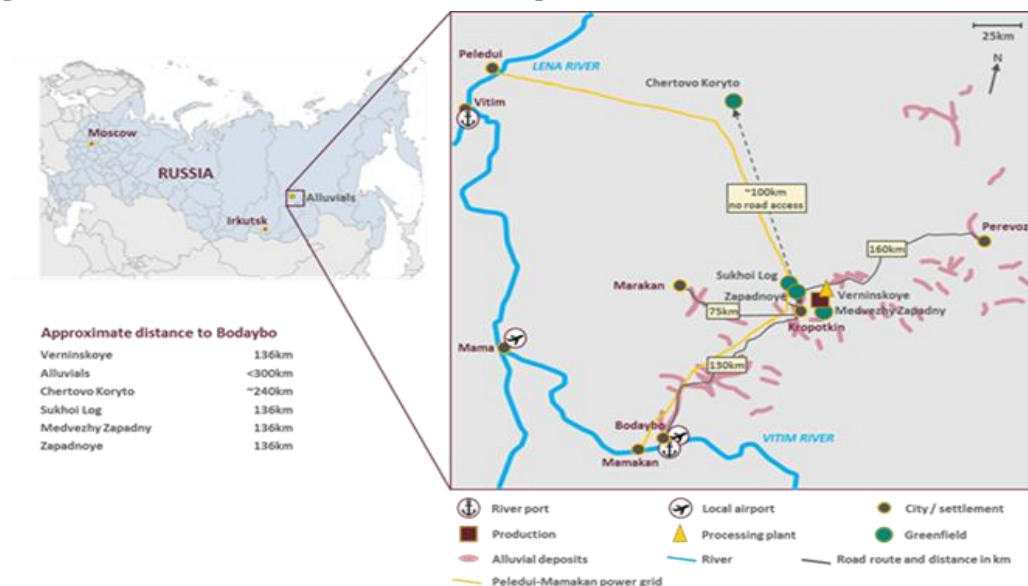 Moscow
RUSSIA
Alluvials
Irkutsk
Approximate distance to Bodaybo
Verninskoye 136km
Alluvials <300km
Chertovo Koryto ~240km
Sukhoi Log 136km
Medvezhy Zapadny 136km
Zapadnoye 136km
25km
N
Peledui
LENA RIVER
Chertovo Koryto
Vitim
~100km
no road access
Perevoz
160km
Sukhoi Log
Marakan
Zapadnoye
Verninskoye
75km
Medvezhy Zapadny
Kropotkin
Mama
130km
Bodaybo
VITIM RIVER
Mamakan
River port
Local airport
City / settlement
Production
Processing plant
Greenfield
Alluvial deposits
River
Road route and distance in km
Peledui-Mamakan power grid